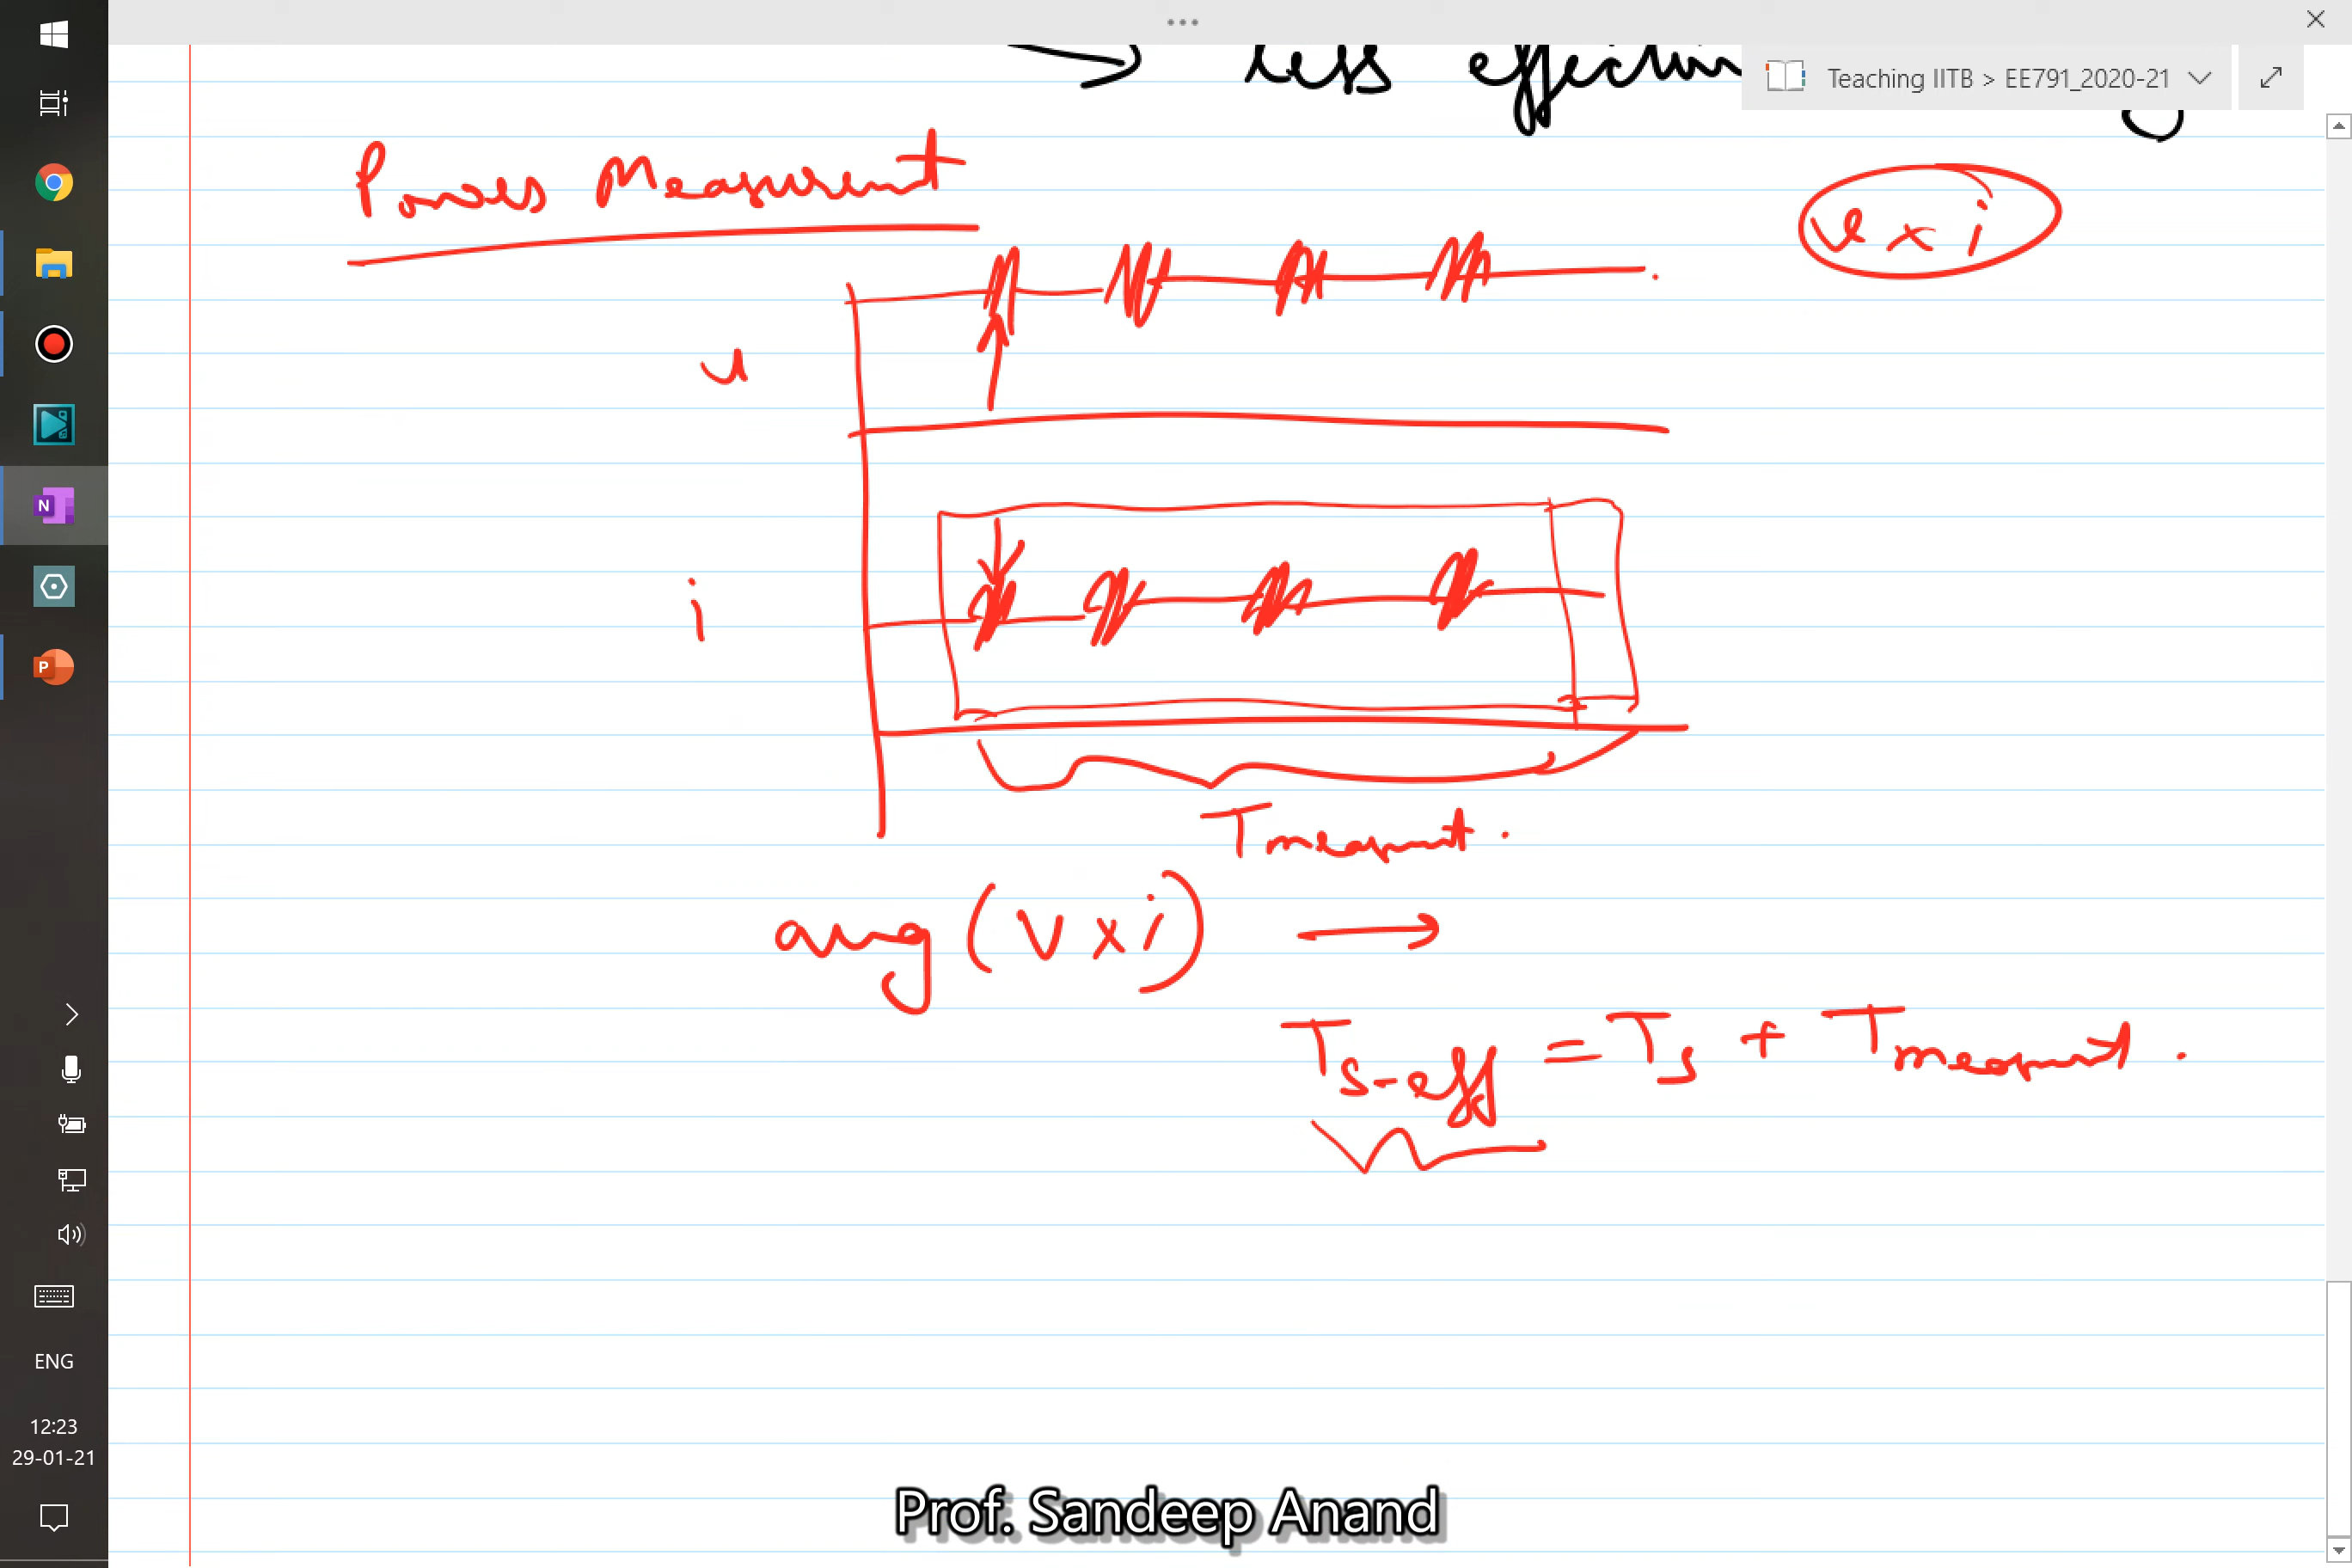 → less effectiv
Teaching IITB > EE791_2020-21
Power Measurement
v × i
v
i
Tmeasurement.
avg (v × i) →
Ts-eff = Ts + Tmeasurement.
N
P
ENG
12:23
29-01-21
Prof. Sandeep Anand